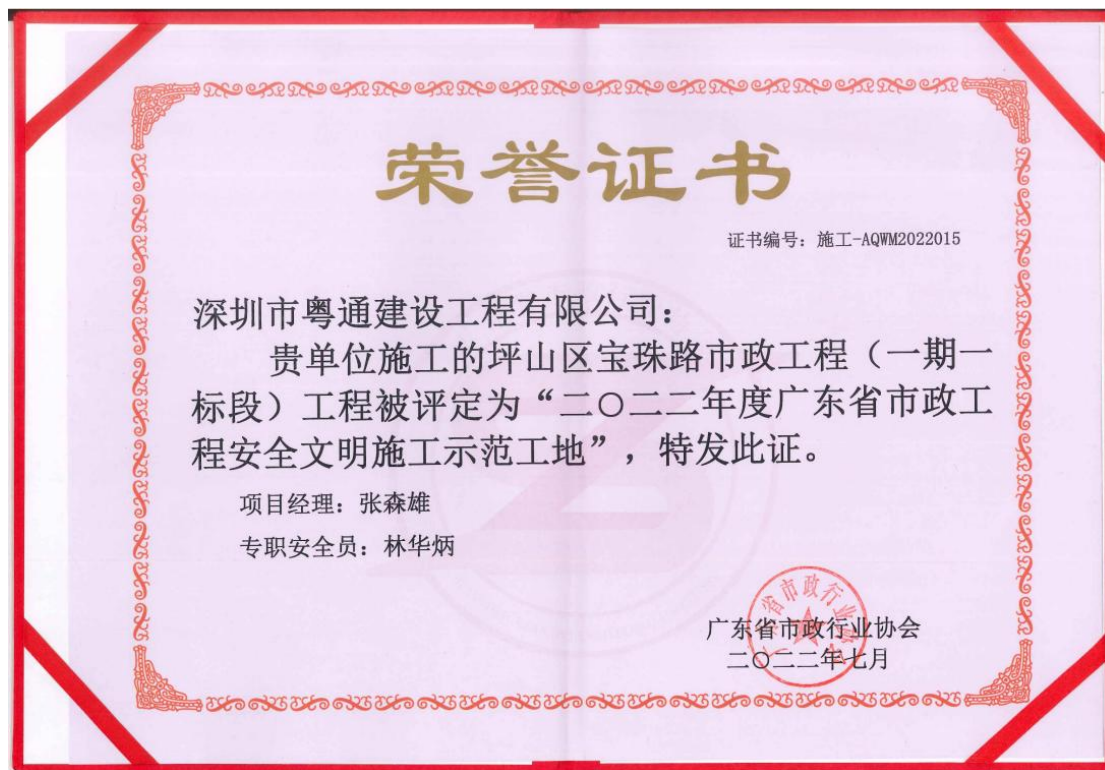 荣誉证书
证书编号：施工-AQWM2022015
深圳市粤通建设工程有限公司：
贵单位施工的坪山区宝珠路市政工程（一期一
标段）工程被评定为“二〇二二年度广东省市政工
程安全文明施工示范工地”，特发此证。
项目经理：张森雄
专职安全员：林华炳
广东省市政行业协会
二〇二二年七月